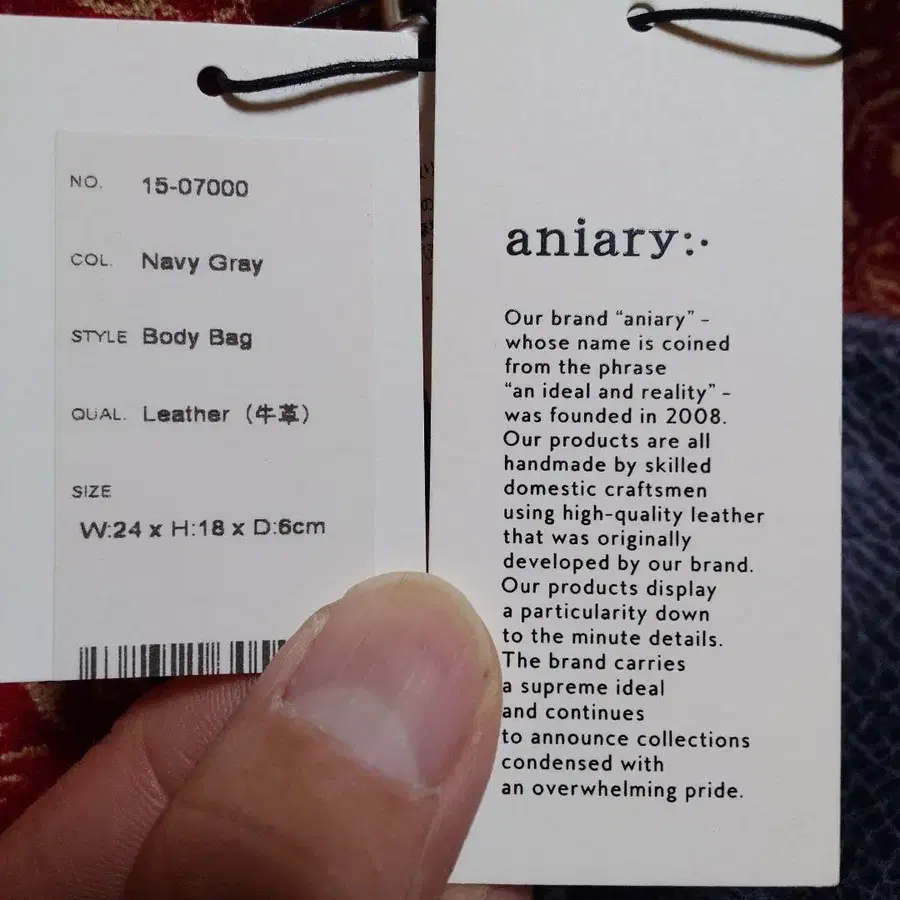 NO. 15-07000
COL. Navy Gray
STYLE Body Bag
QUAL. Leather (牛革)
SIZE
W:24 x H:18 x D:6cm
aniary:·
Our brand “aniary” –
whose name is coined
from the phrase
“an ideal and reality” –
was founded in 2008.
Our products are all
handmade by skilled
domestic craftsmen
using high-quality leather
that was originally
developed by our brand.
Our products display
a particularity down
to the minute details.
The brand carries
a supreme ideal
and continues
to announce collections
condensed with
an overwhelming pride.